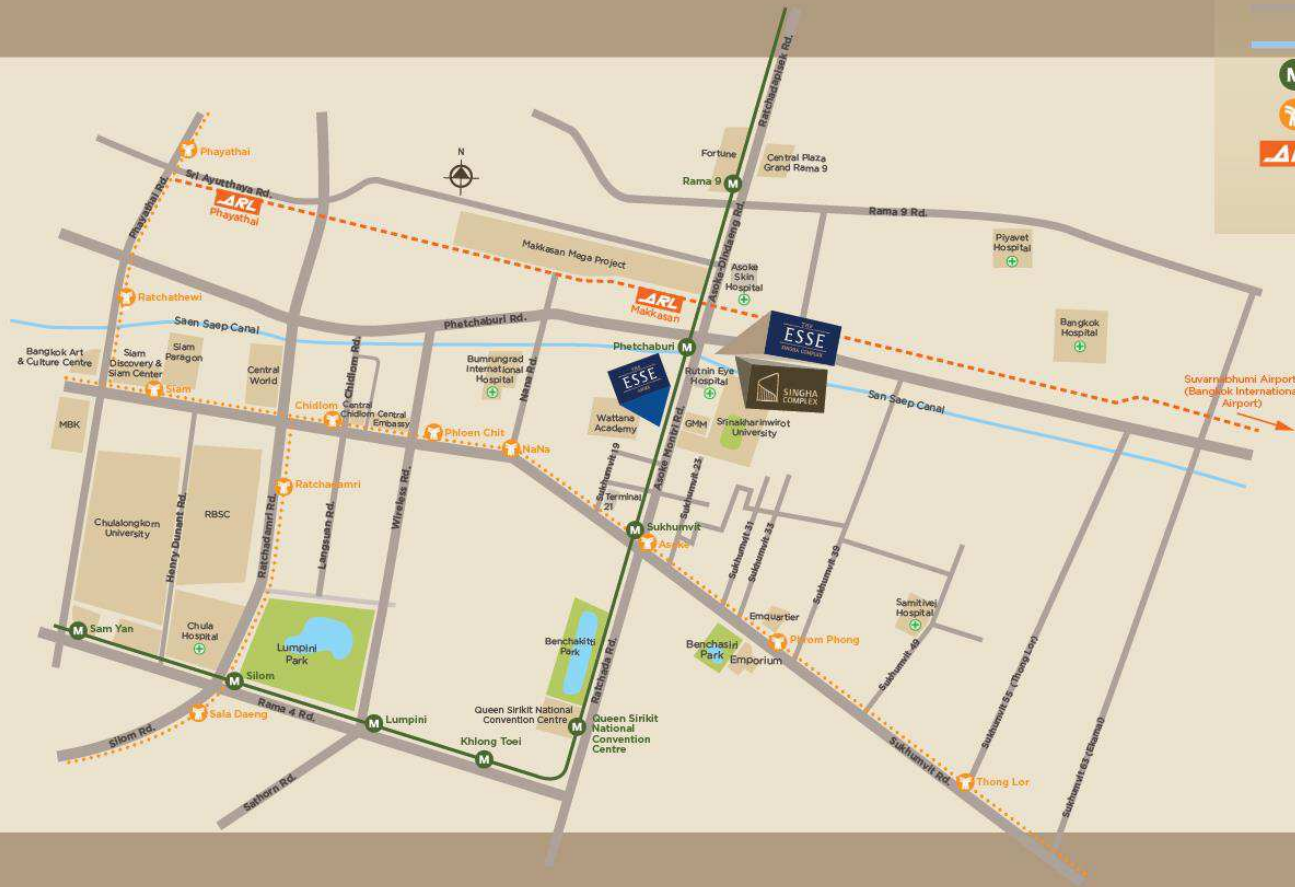 Ratchadapisek Rd.
M
ARL
Phayathai
N
Fortune
Central Plaza
Grand Rama 9
Rama 9
M
Sri Ayutthaya Rd.
Phayathai Rd.
ARL
Phayathai
Rama 9 Rd.
Asoke-Dindaeng Rd.
Makkasan Mega Project
Piyavet
Hospital
Asoke
Skin
Hospital
Ratchathewi
ARL
Makkasan
Saen Saep Canal
Phetchaburi Rd.
Phetchaburi
M
THE
ESSE
SINGHA COMPLEX
Bangkok
Hospital
Bangkok Art
& Culture Centre
Siam
Discovery &
Siam Center
Siam
Paragon
Central
World
Chidlom Rd.
Bumrungrad
International
Hospital
Nana Rd.
THE
ESSE
Rutnin Eye
Hospital
SINGHA
COMPLEX
San Saep Canal
Suvarnabhumi Airport
(Bangkok International
Airport)
Siam
Chidlom
Central
Chidlom
Central
Embassy
MBK
Phloen Chit
NaNa
Wattana
Academy
GMM
Srinakharinwirot
University
Asoke Montri Rd.
Sukhumvit 19
Sukhumvit 23
Ratchadamri
Terminal
21
Chulalongkorn
University
Henry Dunant Rd.
RBSC
Ratchadamri Rd.
Langsuan Rd.
Wireless Rd.
M
Sukhumvit
Asoke
Sukhumvit 31
Sukhumvit 33
Sukhumvit 39
Samitivej
Hospital
M
Sam Yan
Chula
Hospital
Lumpini
Park
Benchakitti
Park
Ratchada Rd.
Emquartier
Phrom Phong
Benchasiri
Park
Emporium
Sukhumvit 49
Sukhumvit 55 (Thong Lor)
Sukhumvit 63 (Ekamai)
M
Silom
Sala Daeng
Silom Rd.
Rama 4 Rd.
M
Lumpini
Khlong Toei
M
Queen Sirikit National
Convention Centre
M
Queen Sirikit
National
Convention
Centre
Sathorn Rd.
Sukhumvit Rd.
Thong Lor